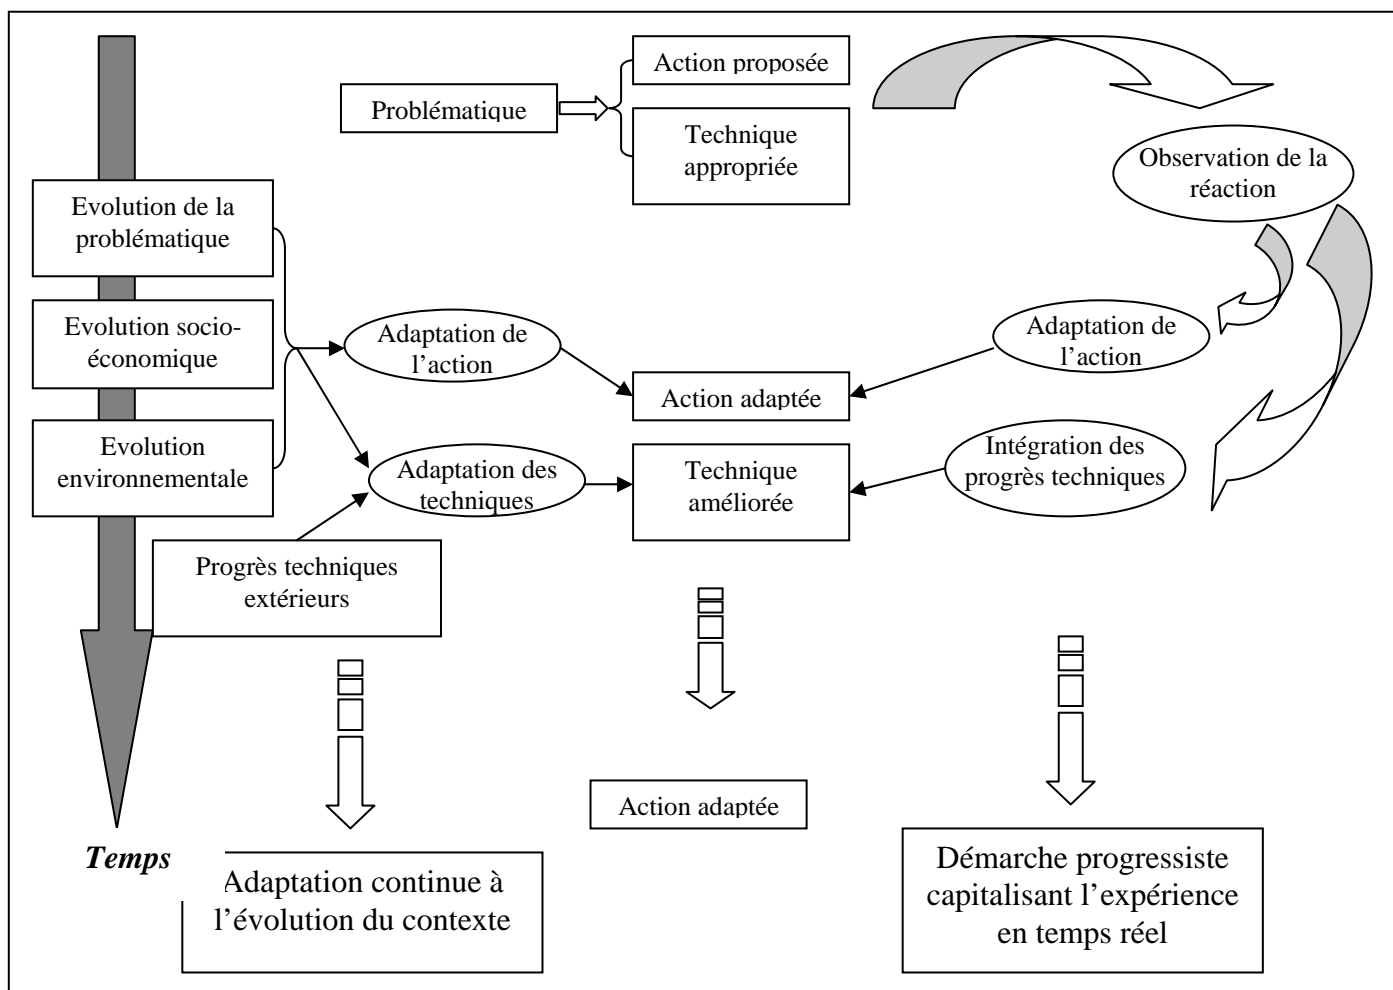 Action proposée
Problématique
Technique
appropriée
Observation de la
réaction
Evolution de la
problématique
Evolution socio-
économique
Evolution
environnementale
Adaptation de
l’action
Adaptation des
techniques
Progrès techniques
extérieurs
Action adaptée
Technique
améliorée
Adaptation de
l’action
Intégration des
progrès techniques
Temps
Adaptation continue à
l’évolution du contexte
Action adaptée
Démarche progressiste
capitalisant l’expérience
en temps réel